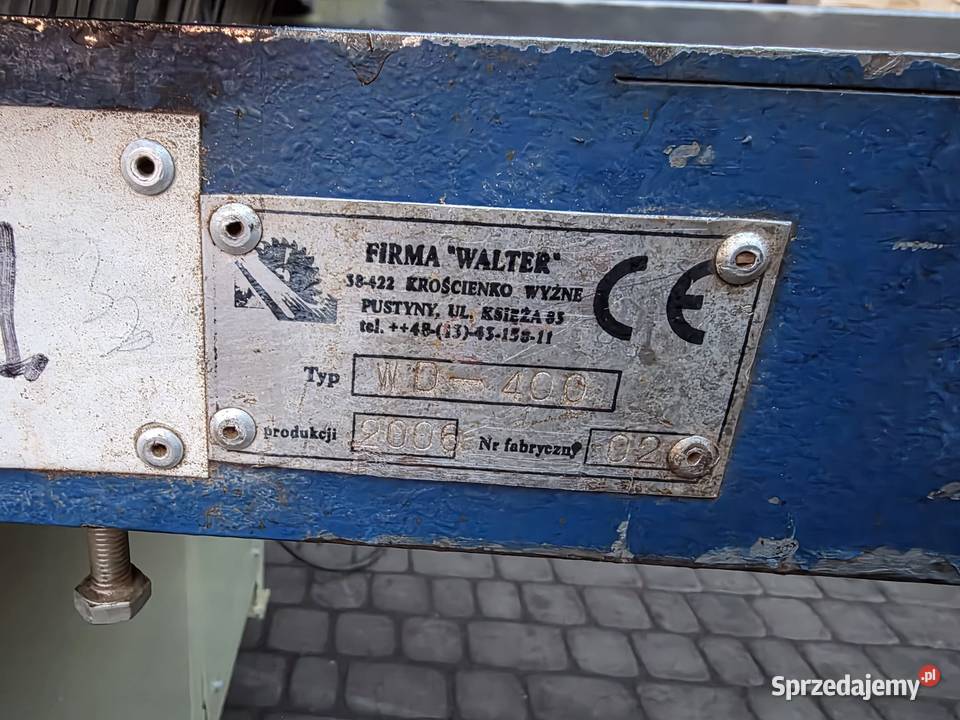 FIRMA "WALTER"
38-422 KROŚCIENKO WYŻNE
PUSTYNY, UL. KSIĘŻA 85
tel. ++48-(13)-43-158-11
CE
Typ WD-400
produkcji 2006 Nr fabryczny 02
Sprzedajemy.pl